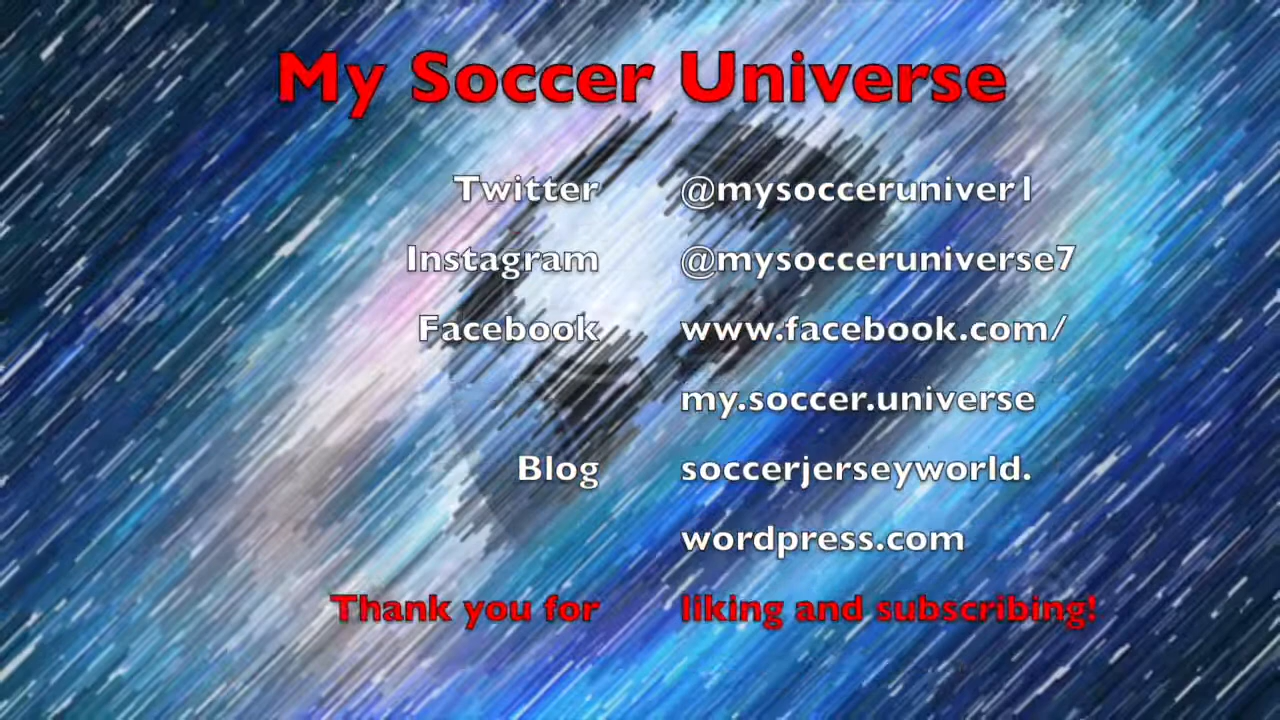 My Soccer Universe
Twitter @mysocceruniver1
Instagram @mysocceruniverse7
Facebook www.facebook.com/
my.soccer.universe
Blog soccerjerseyworld.
wordpress.com
Thank you for liking and subscribing!